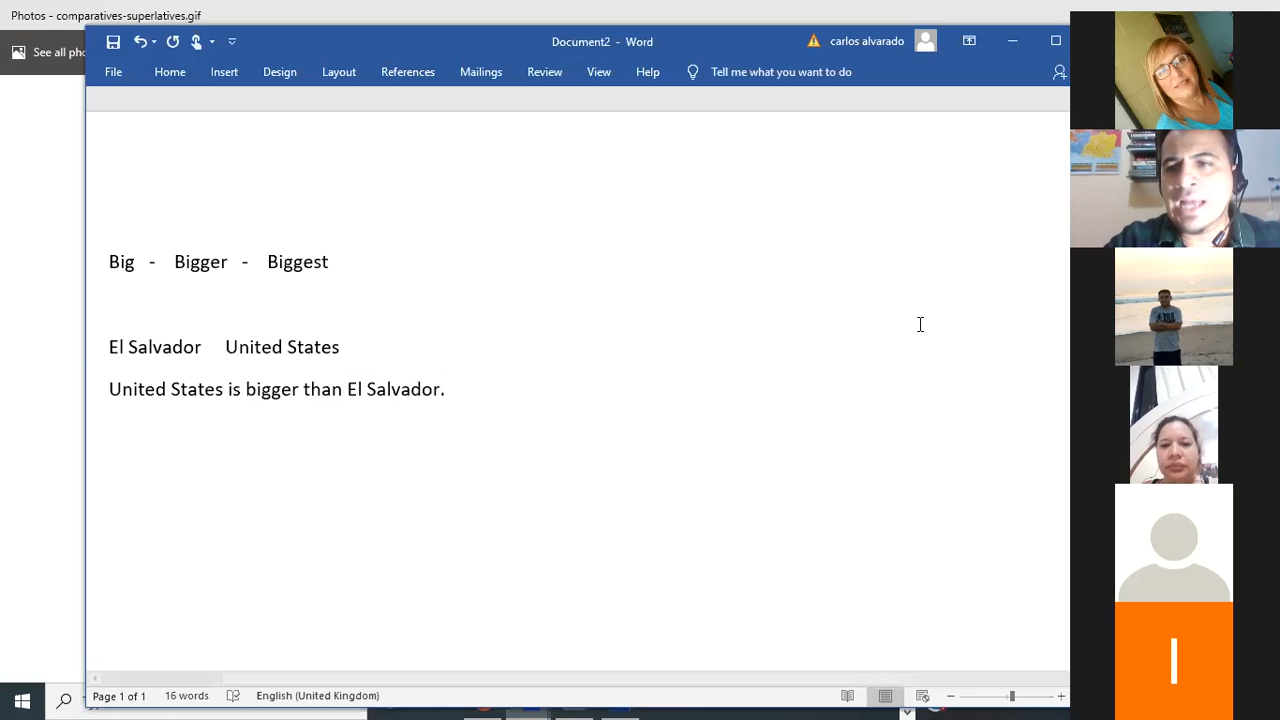 Photos - comparatives-superlatives.gif
See all pho
Document2 - Word
carlos alvarado
File Home Insert Design Layout References Mailings Review View Help Tell me what you want to do
Big - Bigger - Biggest
El Salvador United States
United States is bigger than El Salvador.
Page 1 of 1 16 words English (United Kingdom)
I